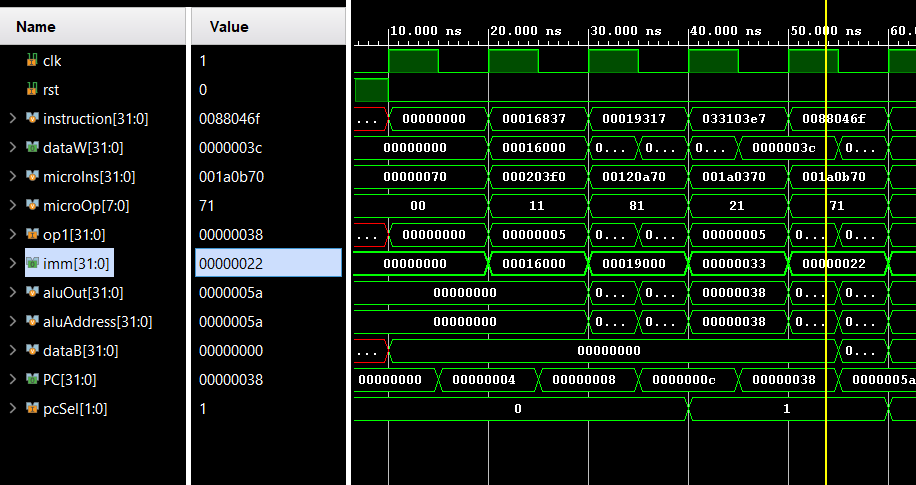 Name Value 10.000 ns 20.000 ns 30.000 ns 40.000 ns 50.000 ns 60.
clk 1
rst 0
instruction[31:0] 0088046f ... 00000000 00016837 00019317 033103e7 0088046f
dataW[31:0] 0000003c 00000000 00016000 0... 0... 0... 0000003c 0...
microIns[31:0] 001a0b70 00000070 000203f0 00120a70 001a0370 001a0b70
microOp[7:0] 71 00 11 81 21 71
op1[31:0] 00000038 ... 00000000 00000005 0... 0... 00000005 0... 0...
imm[31:0] 00000022 00000000 00016000 00019000 00000033 00000022
aluOut[31:0] 0000005a 00000000 0... 0... 00000038 0... 0...
aluAddress[31:0] 0000005a 00000000 0... 0... 00000038 0... 0...
dataB[31:0] 00000000 ... 00000000 0...
PC[31:0] 00000038 00000000 00000004 00000008 0000000c 00000038 0000005a
pcSel[1:0] 1 0 1